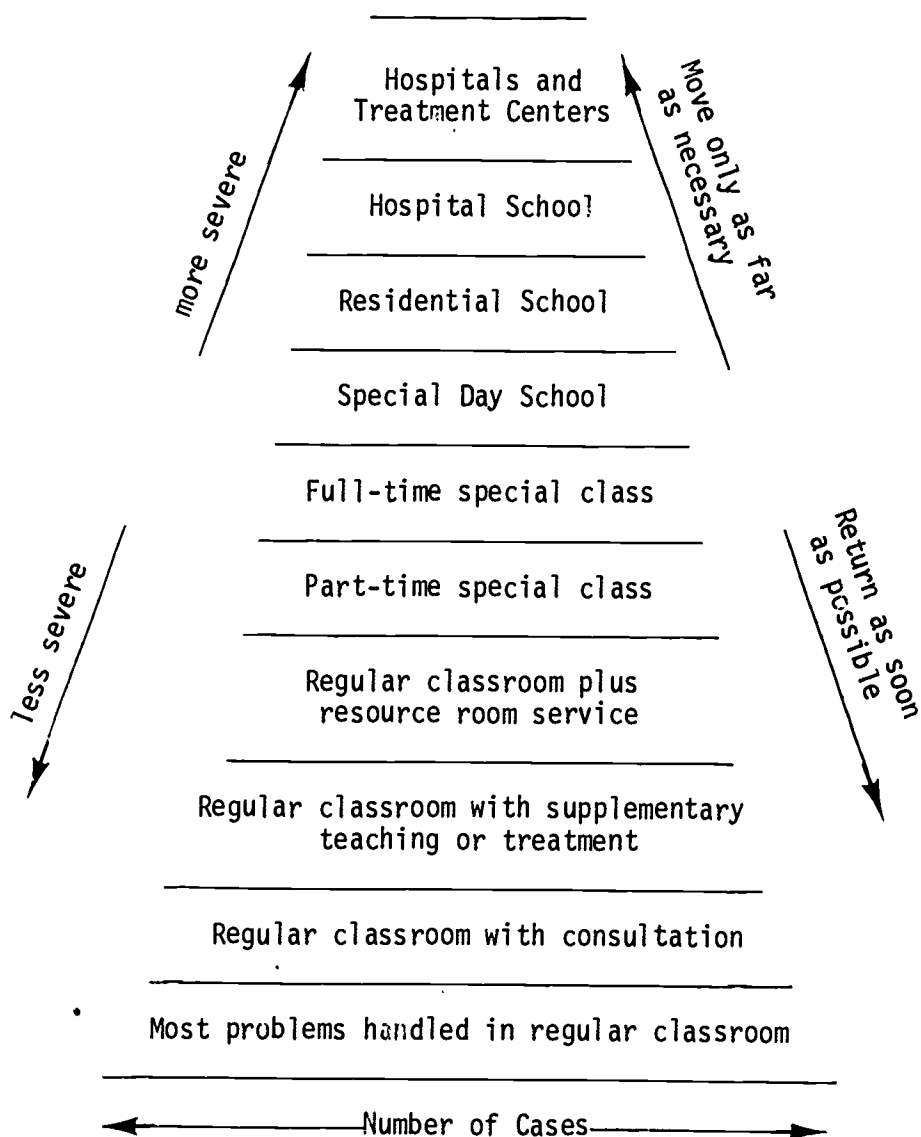 Hospitals and
Treatment Centers
Hospital School
Residential School
Special Day School
Full-time special class
Part-time special class
Regular classroom plus
resource room service
Regular classroom with supplementary
teaching or treatment
Regular classroom with consultation
Most problems handled in regular classroom
Number of Cases
more severe
less severe
Move only as far
as necessary
Return as soon
as possible